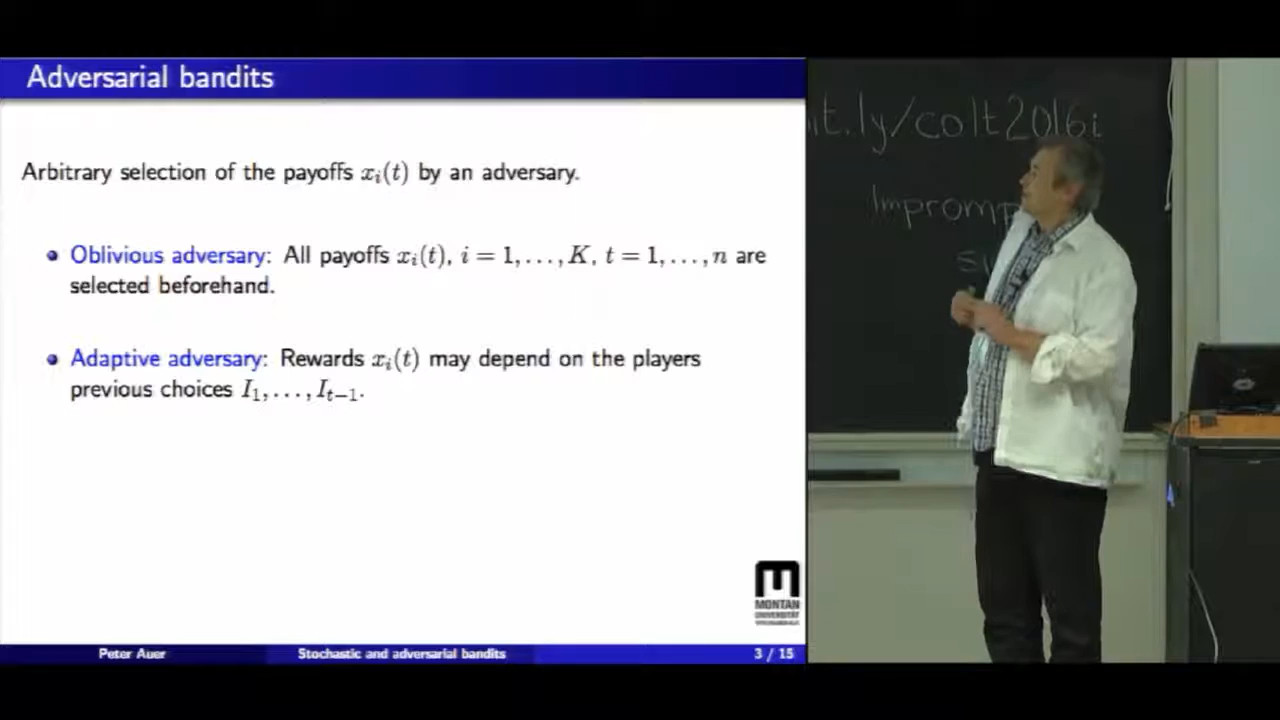 Adversarial bandits
Arbitrary selection of the payoffs xᵢ(t) by an adversary.
• Oblivious adversary: All payoffs xᵢ(t), i = 1, …, K, t = 1, …, n are
selected beforehand.
• Adaptive adversary: Rewards xᵢ(t) may depend on the players
previous choices I₁, …, Iₜ₋₁.
MONTAN
UNIVERSITÄT
Peter Auer
Stochastic and adversarial bandits
3 / 15
it.ly/colt2016i
Impromp